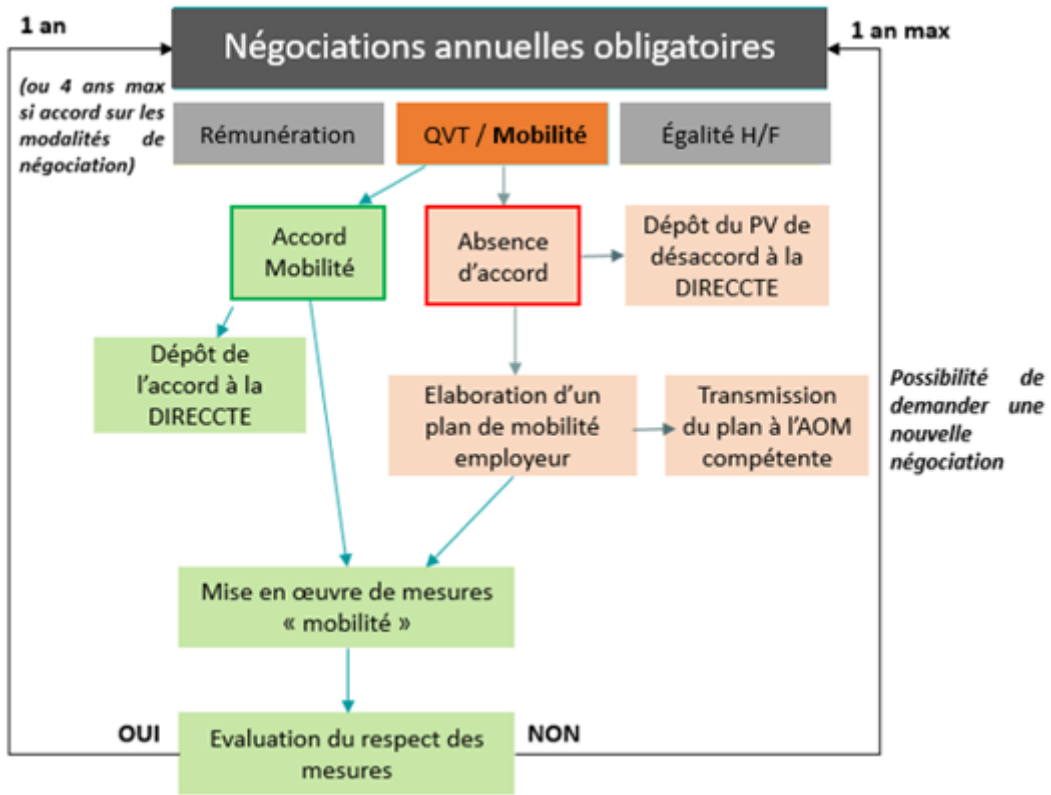 1 an
Négociations annuelles obligatoires
1 an max
(ou 4 ans max
si accord sur les
modalités de
négociation)
Rémunération
QVT / Mobilité
Égalité H/F
Accord
Mobilité
Absence
d'accord
Dépôt du PV de
désaccord à la
DIRECCTE
Dépôt de
l'accord à la
DIRECCTE
Elaboration d'un
plan de mobilité
employeur
Transmission
du plan à l'AOM
compétente
Possibilité de
demander une
nouvelle
négociation
Mise en œuvre de mesures
« mobilité »
OUI
Evaluation du respect des
mesures
NON